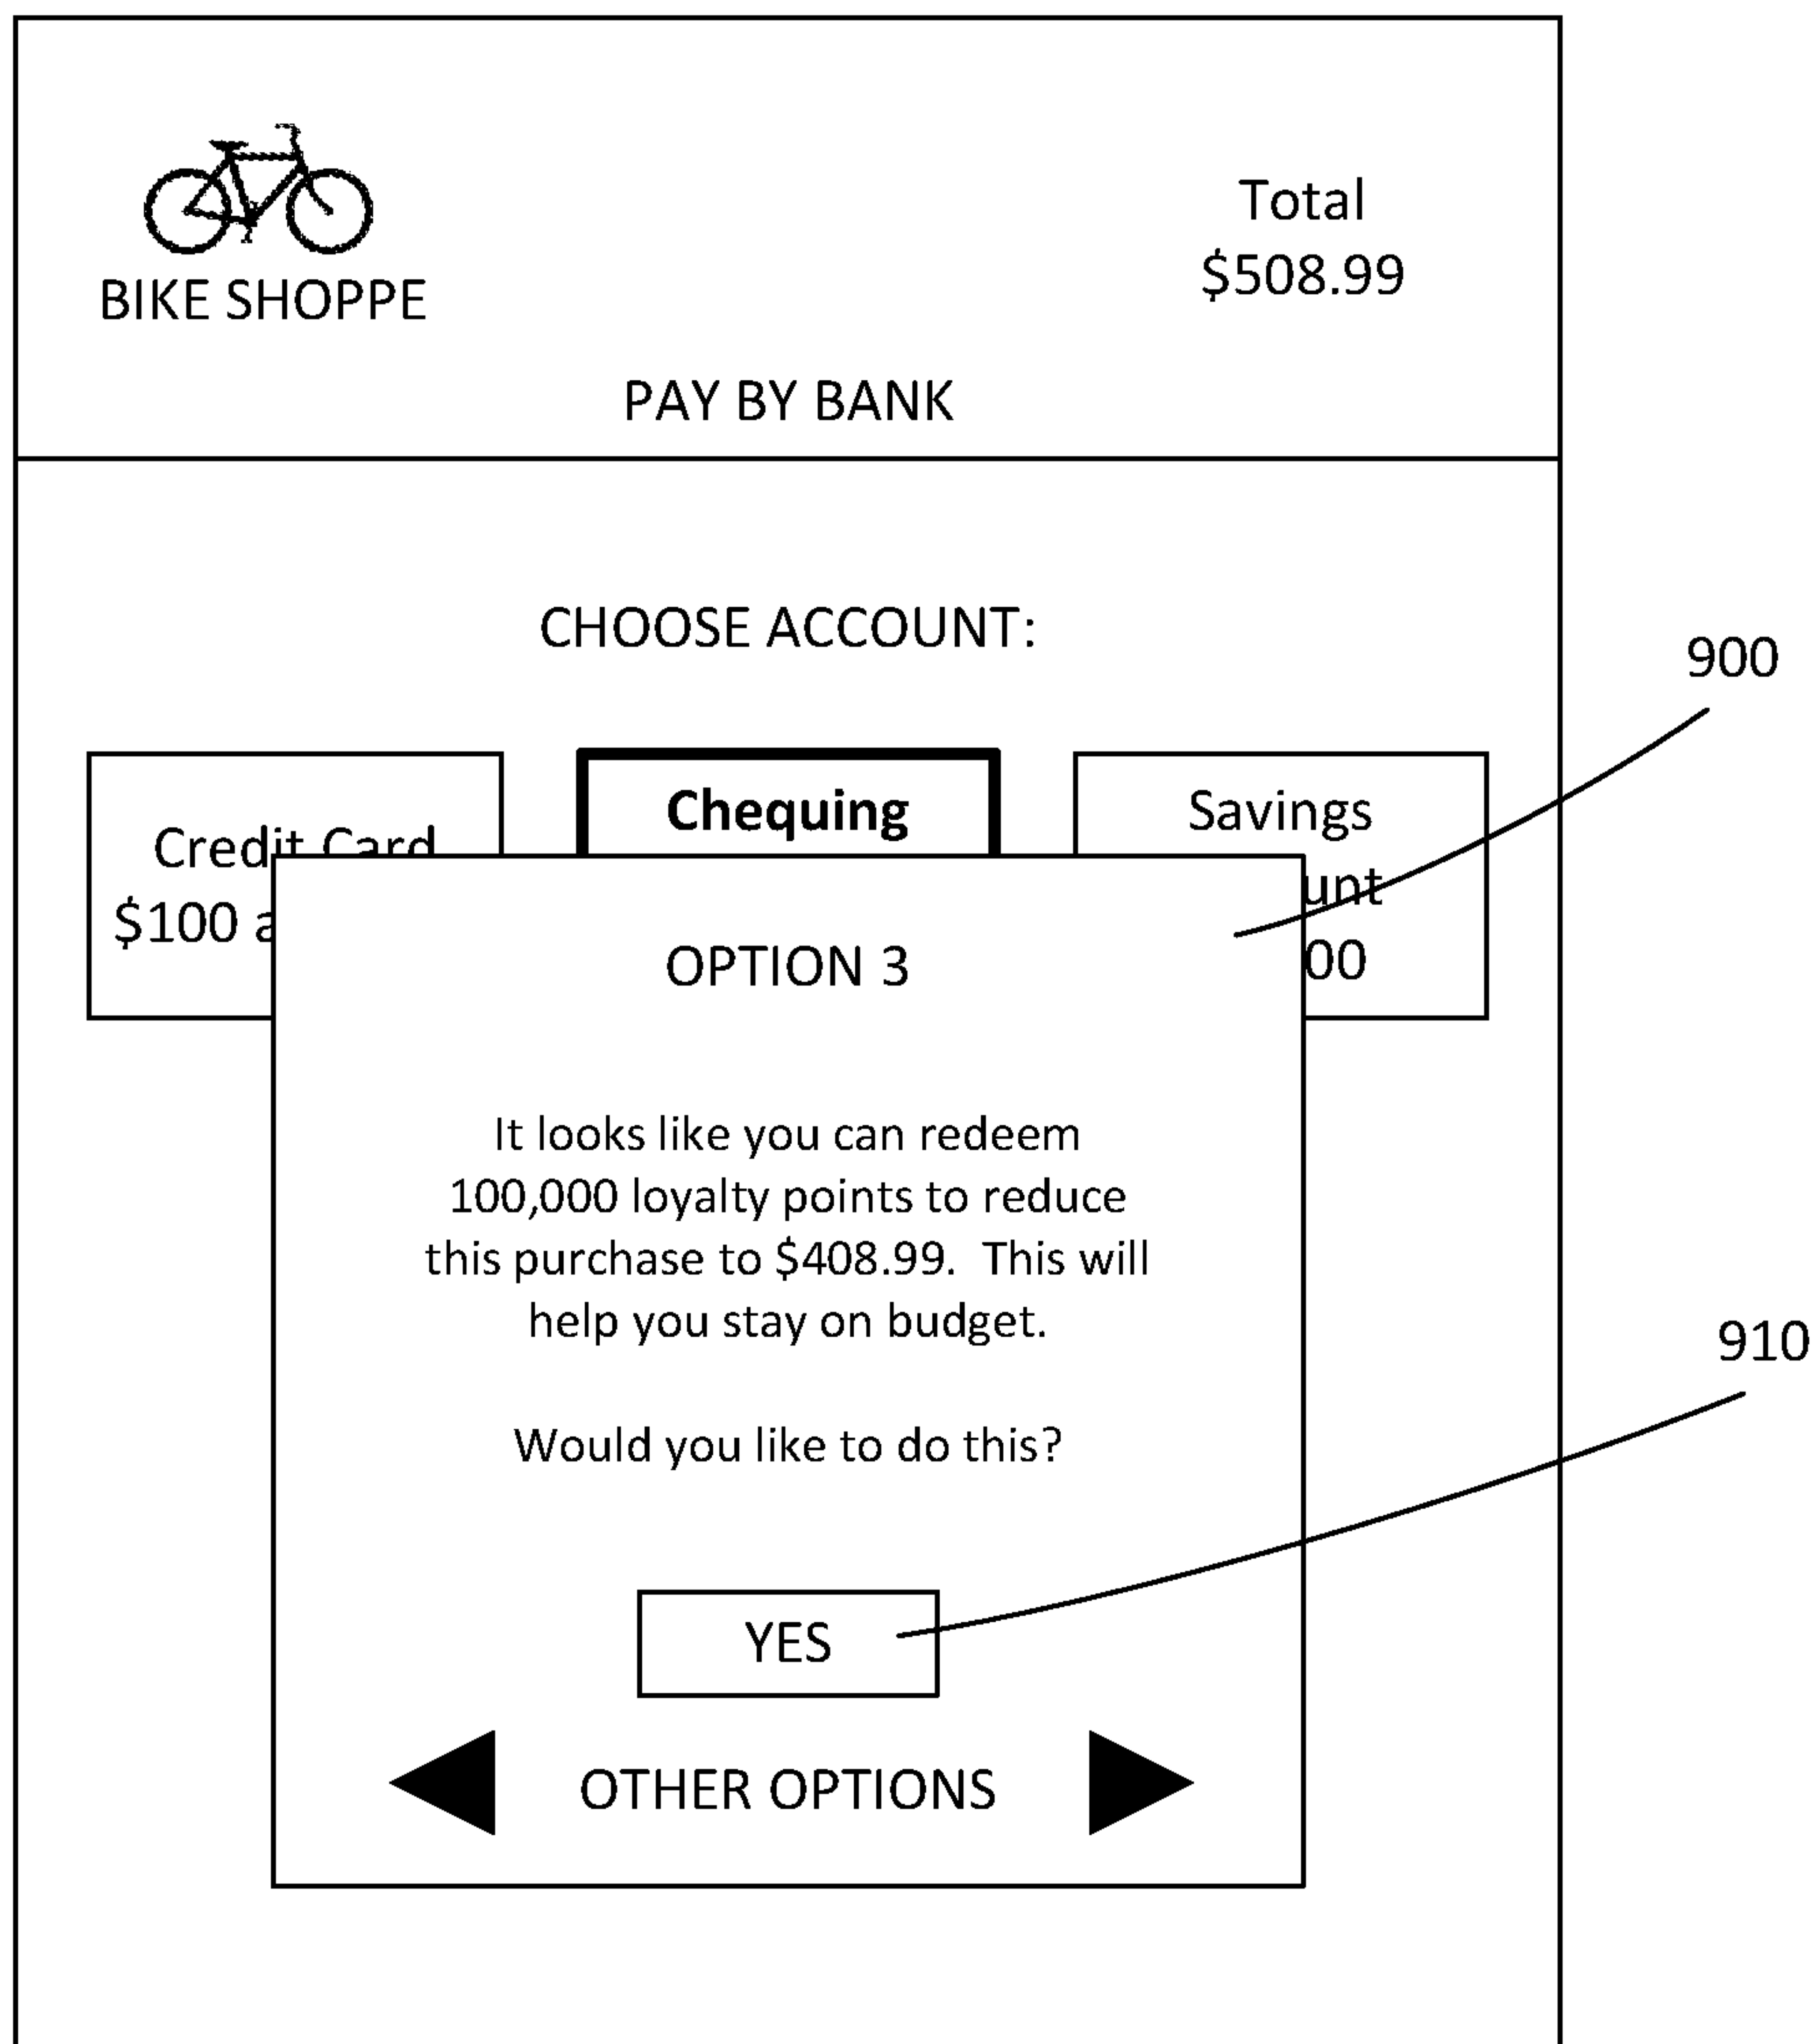 BIKE SHOPPE
Total
$508.99
PAY BY BANK
CHOOSE ACCOUNT:
900
Credit Card
$100
Chequing
Savings
OPTION 3
It looks like you can redeem
100,000 loyalty points to reduce
this purchase to $408.99. This will
help you stay on budget.
Would you like to do this?
910
YES
OTHER OPTIONS